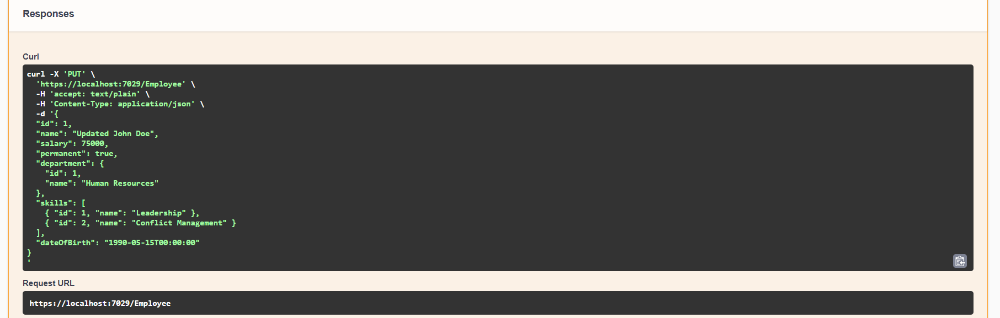 Responses
Curl
curl -X 'PUT' \
  'https://localhost:7029/Employee' \
  -H 'accept: text/plain' \
  -H 'Content-Type: application/json' \
  -d '{
  "id": 1,
  "name": "Updated John Doe",
  "salary": 75000,
  "permanent": true,
  "department": {
    "id": 1,
    "name": "Human Resources"
  },
  "skills": [
    { "id": 1, "name": "Leadership" },
    { "id": 2, "name": "Conflict Management" }
  ],
  "dateOfBirth": "1990-05-15T00:00:00"
}
'
Request URL
https://localhost:7029/Employee